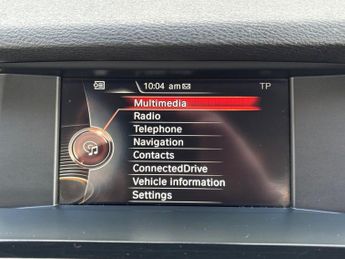 10:04 am TP
Multimedia
Radio
Telephone
Navigation
Contacts
ConnectedDrive
Vehicle information
Settings